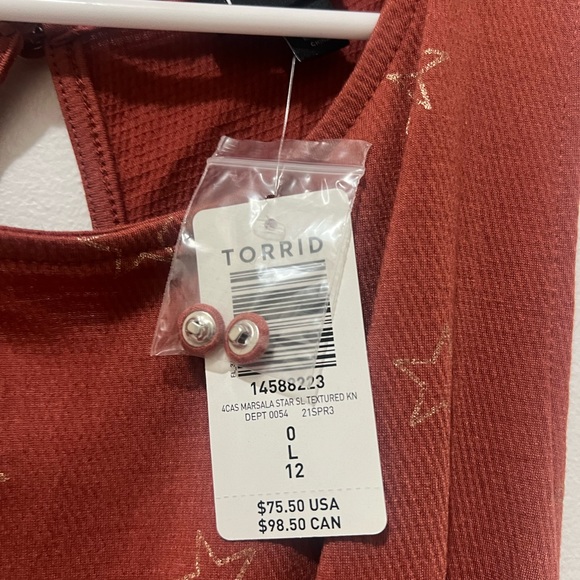 TORRID
14588223
4CAS MARSALA STAR SL TEXTURED KN
DEPT 0054 21SPR3
0
L
12
$75.50 USA
$98.50 CAN